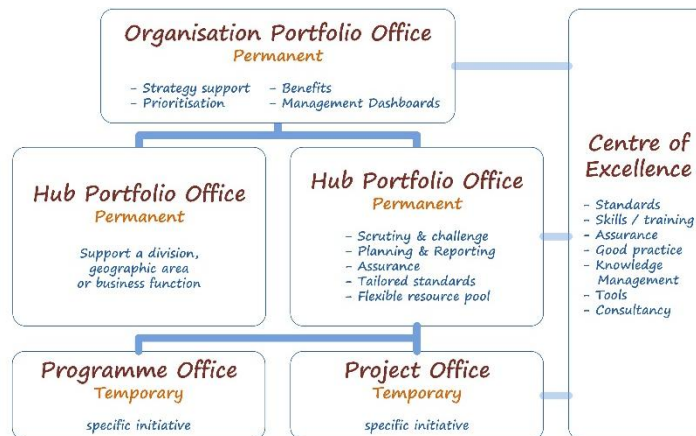 Organisation Portfolio Office
Permanent
- Strategy support
- Prioritisation
- Benefits
- Management Dashboards
Hub Portfolio Office
Permanent
Support a division,
geographic area
or business function
Hub Portfolio Office
Permanent
- Scrutiny & challenge
- Planning & Reporting
- Assurance
- Tailored standards
- Flexible resource pool
Programme Office
Temporary
specific initiative
Project Office
Temporary
specific initiative
Centre of
Excellence
- Standards
- Skills / training
- Assurance
- Good practice
- Knowledge
Management
- Tools
- Consultancy